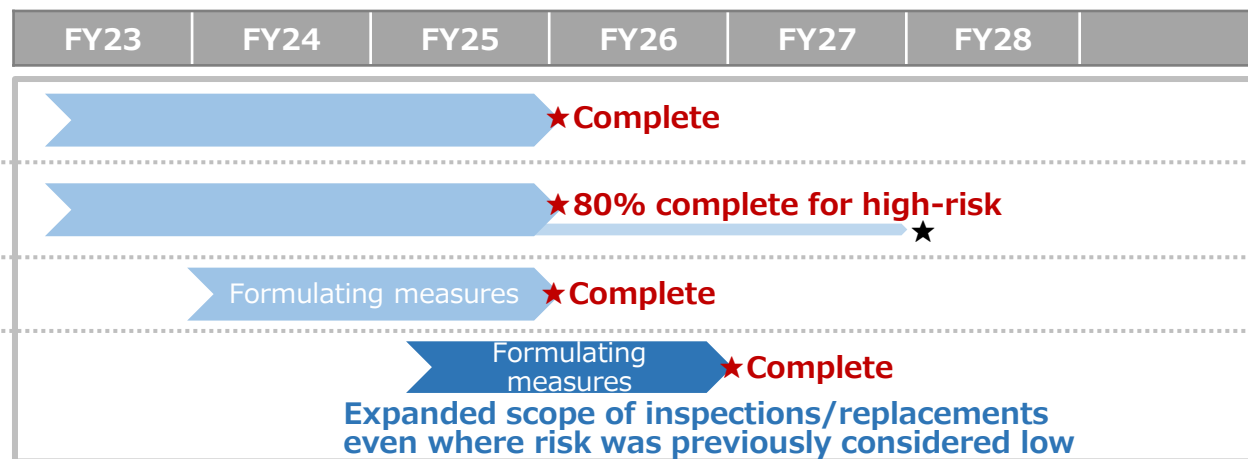 FY23 FY24 FY25 FY26 FY27 FY28
★Complete
★80% complete for high-risk
★
Formulating measures ★Complete
Formulating
measures
★Complete
Expanded scope of inspections/replacements
even where risk was previously considered low